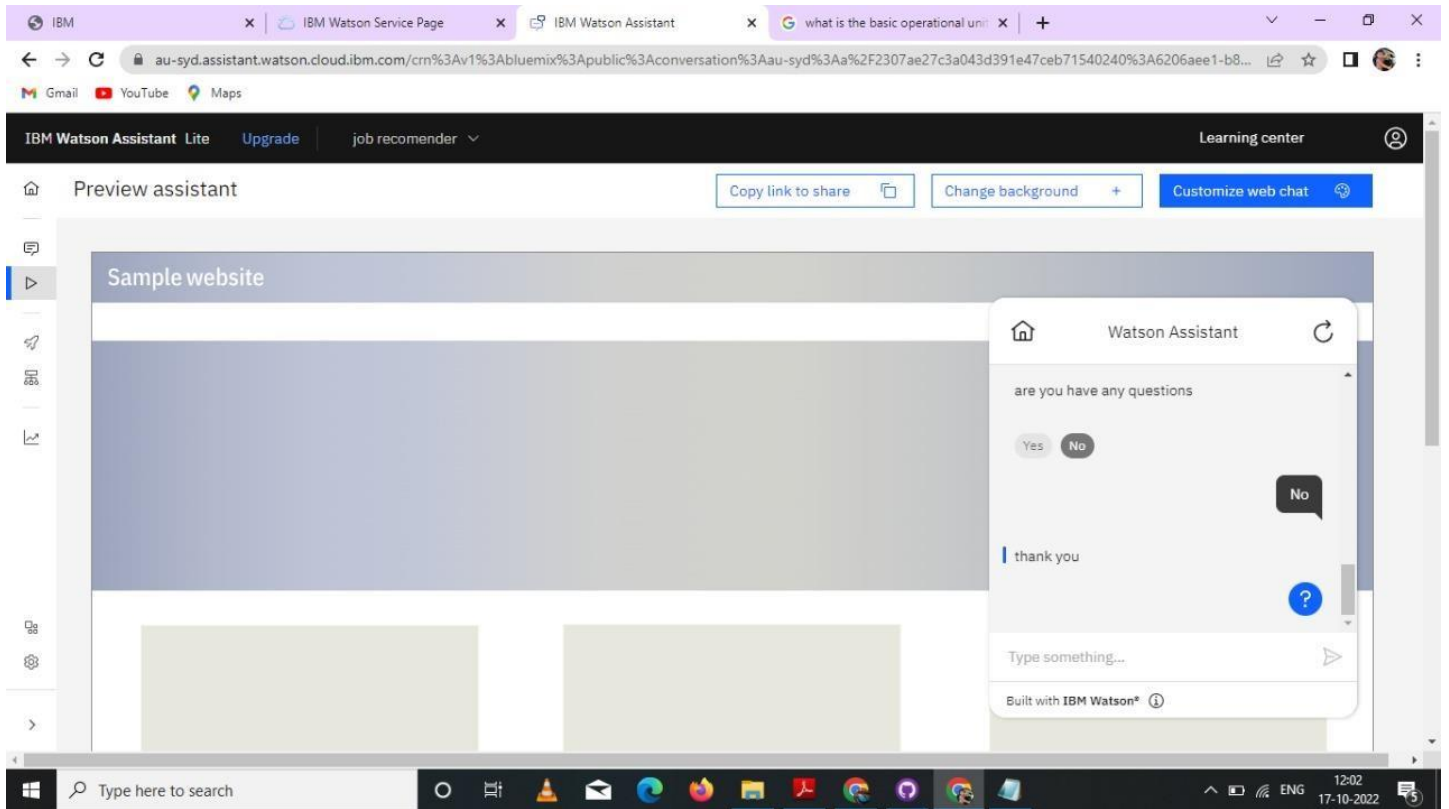 IBM
IBM Watson Service Page
IBM Watson Assistant
what is the basic operational unit
au-syd.assistant.watson.cloud.ibm.com/crn%3Av1%3Abluemix%3Apublic%3Aconversation%3Aau-syd%3Aa%2F2307ae27c3a043d391e47ceb71540240%3A6206aee1-b8...
Gmail YouTube Maps
IBM Watson Assistant Lite Upgrade job recomender Learning center
Preview assistant Copy link to share Change background + Customize web chat
Sample website
Watson Assistant
are you have any questions
Yes No
No
thank you
?
Type something...
Built with IBM Watson®
Type here to search
ENG
12:02
17-10-2022
5